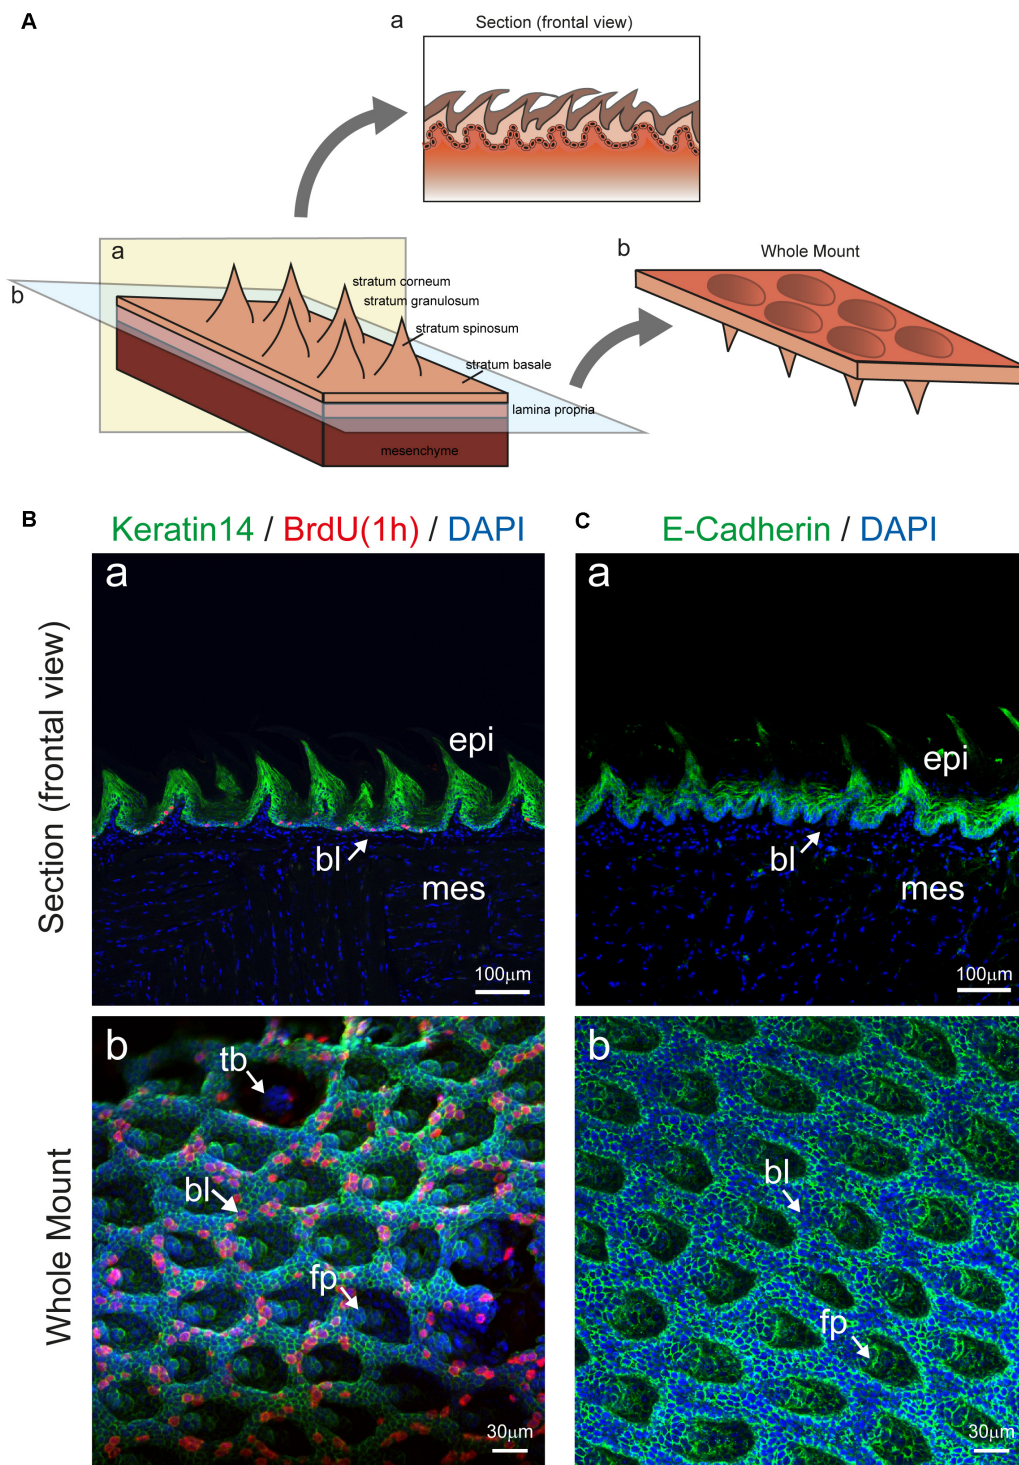 A
a
Section (frontal view)
a
b
stratum corneum
stratum granulosum
stratum spinosum
stratum basale
lamina propria
mesenchyme
b
Whole Mount
B
Keratin14 / BrdU(1h) / DAPI
C
E-Cadherin / DAPI
Section (frontal view)
a
epi
bl
mes
100μm
a
epi
bl
mes
100μm
Whole Mount
b
tb
bl
fp
30μm
b
bl
fp
30μm